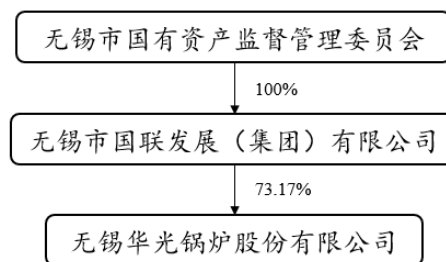 无锡市国有资产监督管理委员会
100%
无锡市国联发展（集团）有限公司
73.17%
无锡华光锅炉股份有限公司